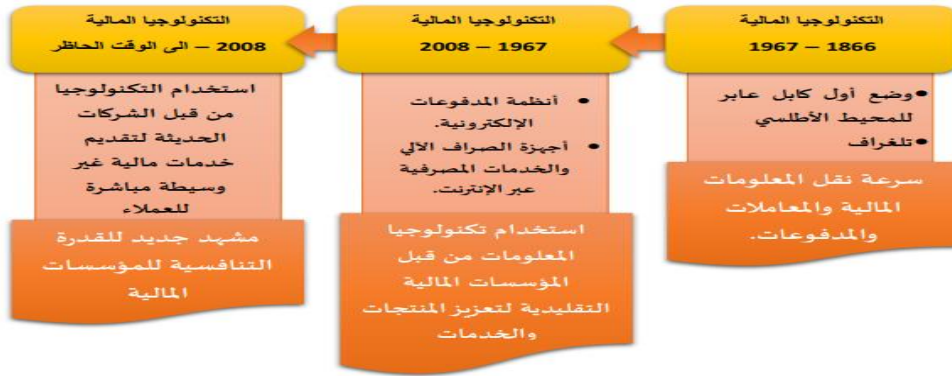 التكنولوجيا المالية
1866 – 1967
•وضع أول كابل عابر
للمحيط الأطلسي
•تلغراف
سرعة نقل المعلومات
المالية والمعاملات
والمدفوعات.
التكنولوجيا المالية
1967 – 2008
• أنظمة المدفوعات
الإلكترونية.
• أجهزة الصراف الآلي
والخدمات المصرفية
عبر الإنترنت.
استخدام تكنولوجيا
المعلومات من قبل
المؤسسات المالية
التقليدية لتعزيز المنتجات
والخدمات
التكنولوجيا المالية
2008 – الى الوقت الحاظر
استخدام التكنولوجيا
من قبل الشركات
الحديثة لتقديم
خدمات مالية غير
وسيطة مباشرة
للعملاء
مشهد جديد للقدرة
التنافسية للمؤسسات
المالية